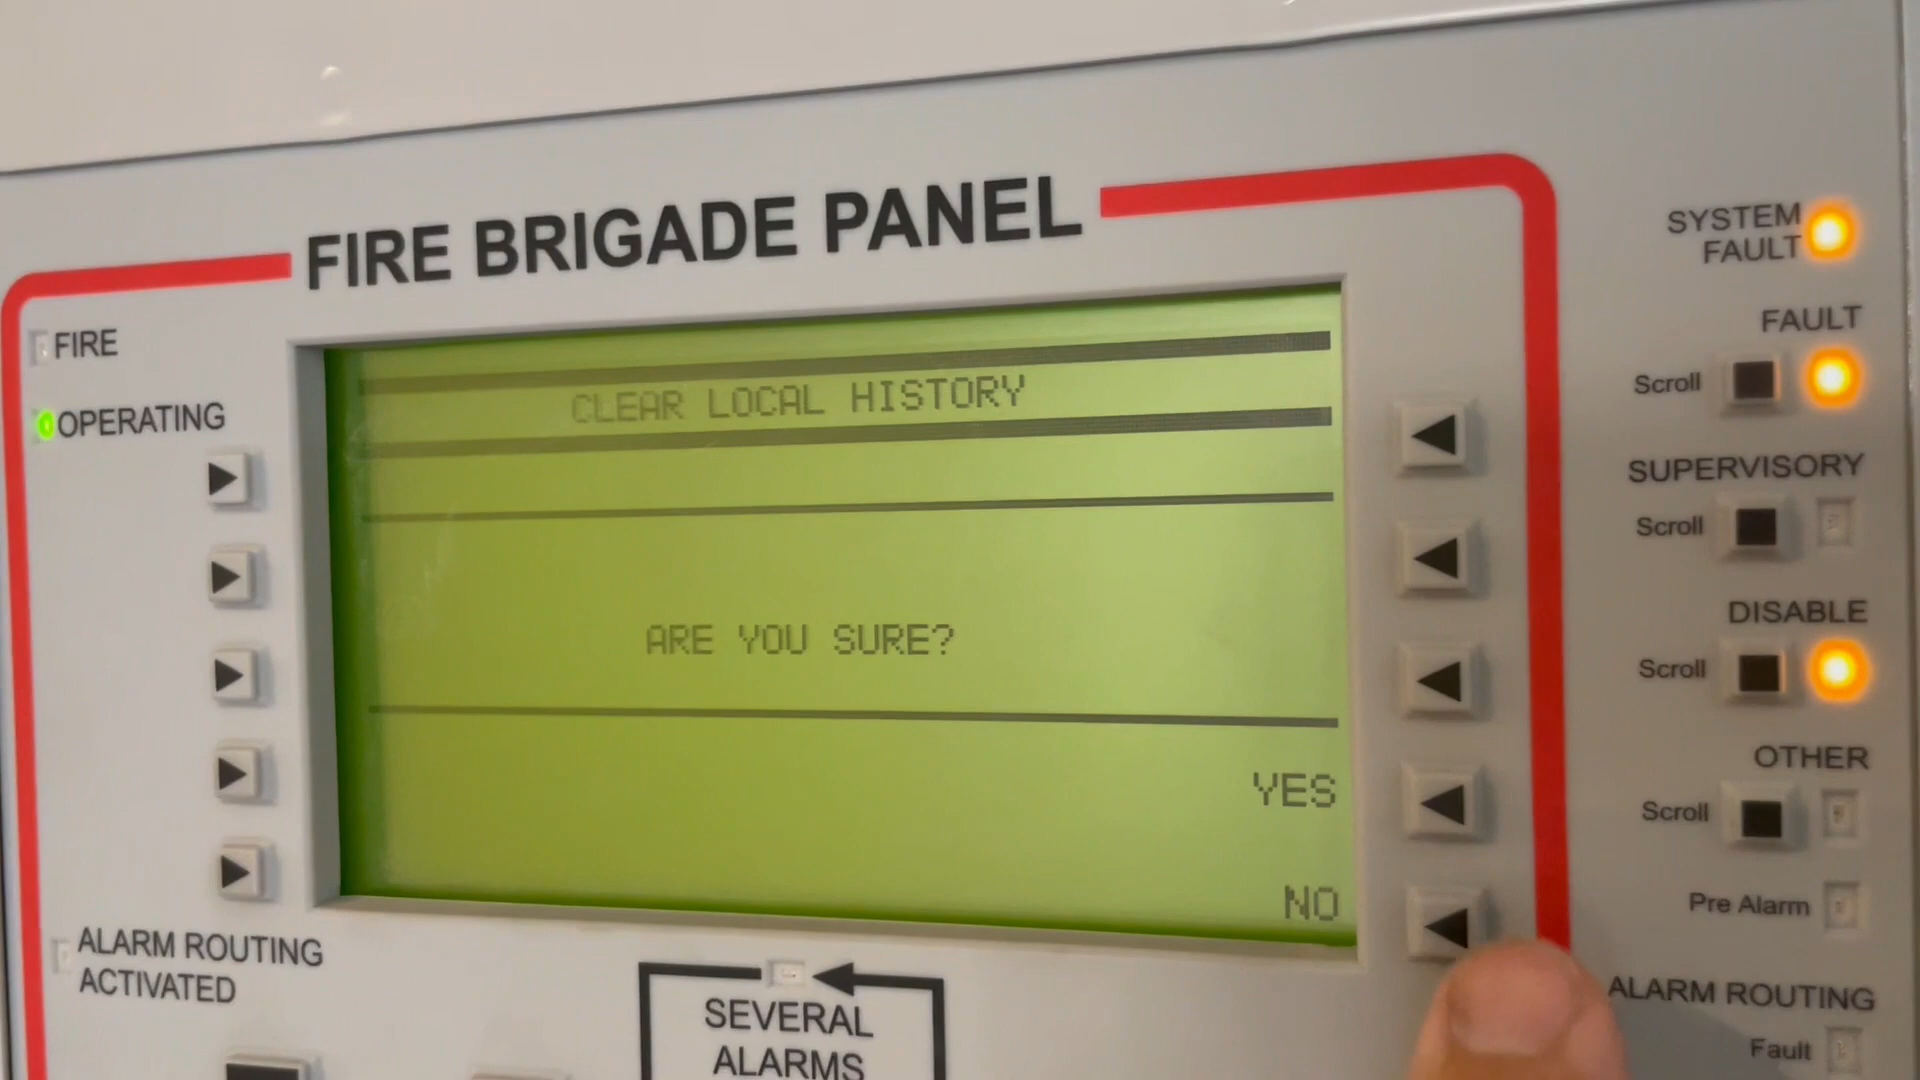 FIRE BRIGADE PANEL
FIRE
OPERATING
CLEAR LOCAL HISTORY
ARE YOU SURE?
YES
NO
ALARM ROUTING
ACTIVATED
SEVERAL
ALARMS
SYSTEM
FAULT
FAULT
Scroll
SUPERVISORY
Scroll
DISABLE
Scroll
OTHER
Scroll
Pre Alarm
ALARM ROUTING
Fault